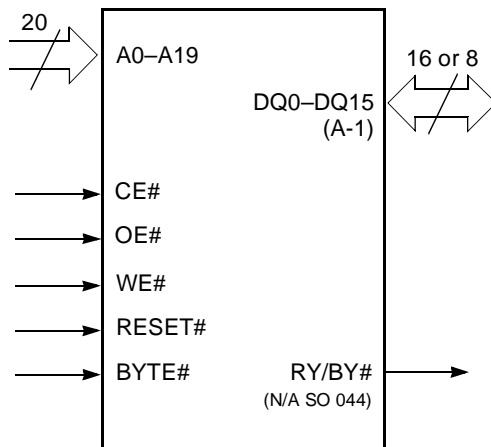 20
A0–A19
16 or 8
DQ0–DQ15
(A-1)
CE#
OE#
WE#
RESET#
BYTE#
RY/BY#
(N/A SO 044)